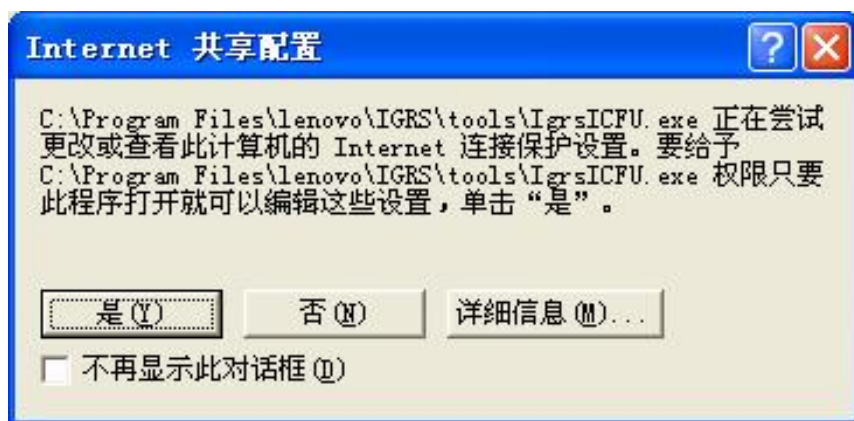 Internet 共享配置
C:\Program Files\lenovo\IGRS\tools\IgrsICFU.exe 正在尝试
更改或查看此计算机的 Internet 连接保护设置。要给予
C:\Program Files\lenovo\IGRS\tools\IgrsICFU.exe 权限只要
此程序打开就可以编辑这些设置，单击“是”。
是(Y) 否(N) 详细信息(M)...
不再显示此对话框(D)